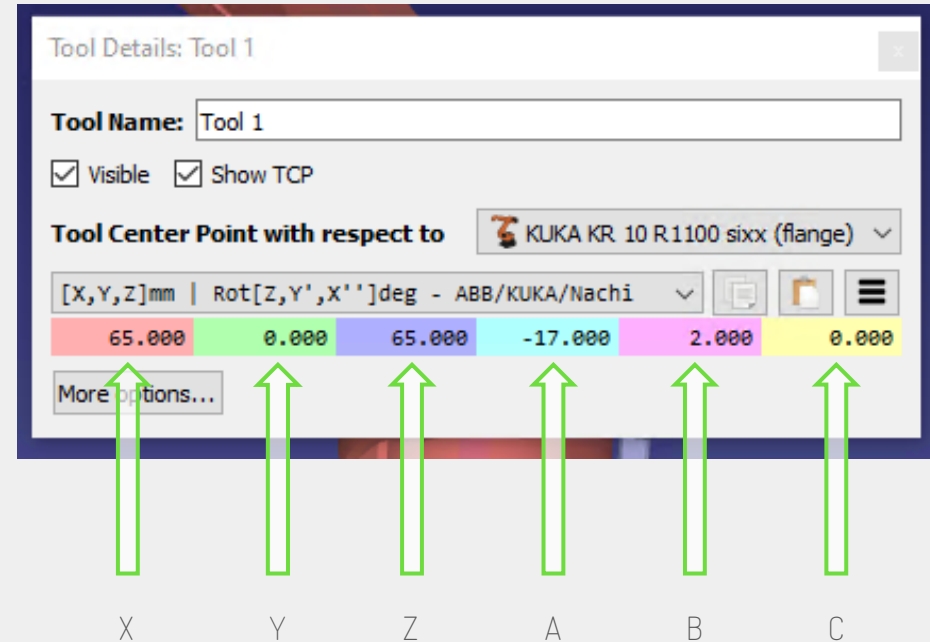 Tool Details: Tool 1
x
Tool Name: Tool 1
Visible Show TCP
Tool Center Point with respect to KUKA KR 10 R1100 sixx (flange)
[X,Y,Z]mm | Rot[Z,Y',X'']deg - ABB/KUKA/Nachi
65.000 0.000 65.000 -17.000 2.000 0.000
More options...
X Y Z A B C